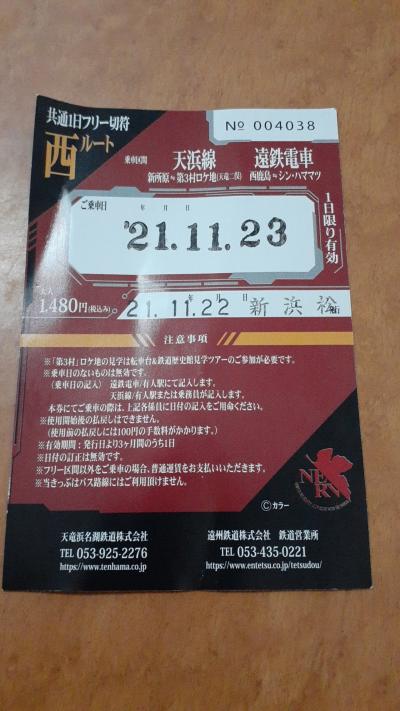 共通1日フリー切符
西ルート
No 004038
乗車区間
天浜線
新所原⇆第3村ロケ地(天竜二俣)
遠鉄電車
西鹿島⇆シン・ハママツ
ご乗車日 年 月 日
'21.11.23
1日限り有効
大人
1,480円(税込み)
年 月 日
21.11.22 新浜松
注意事項
※「第3村」ロケ地の見学は転車台&鉄道歴史館見学ツアーのご参加が必要です。
※乗車日のないものは無効です。
(乗車日の記入) 遠鉄電車/有人駅にて記入します。
天浜線/有人駅または乗務員が記入します。
本券にてご乗車の際は、上記各係員に日付の記入をご用命ください。
※使用開始後の払戻しはできません。
(使用前の払戻しには100円の手数料がかかります。)
※有効期間:発行日より3ヶ月間のうち1日
※日付の訂正は無効です。
※フリー区間以外をご乗車の場合、普通運賃をお支払いいただきます。
※当きっぷはバス路線にはご利用頂けません。
NERV
©カラー
天竜浜名湖鉄道株式会社
TEL 053-925-2276
https://www.tenhama.co.jp
遠州鉄道株式会社 鉄道営業所
TEL 053-435-0221
https://www.entetsu.co.jp/tetsudou/